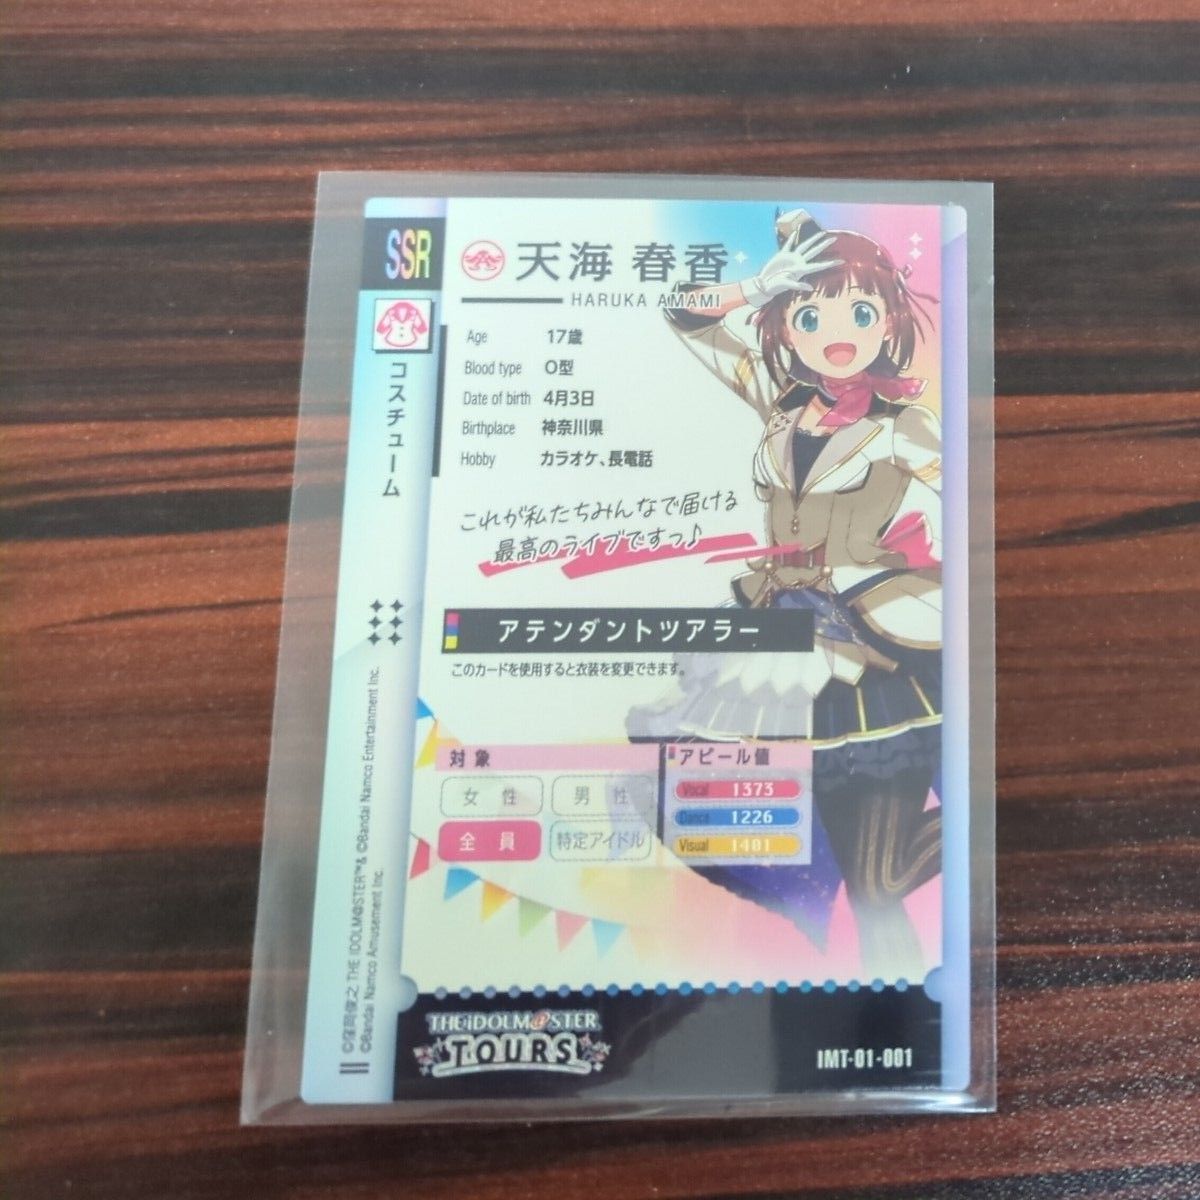 SSR
コスチューム
天海 春香
HARUKA AMAMI
Age 17歳
Blood type O型
Date of birth 4月3日
Birthplace 神奈川県
Hobby カラオケ、長電話
これが私たちみんなで届ける
最高のライブですっ♪
アテンダントツアラー
このカードを使用すると衣装を変更できます。
対象
女性 男性
全員 特定アイドル
アピール値
Vocal 1373
Dance 1226
Visual 1401
©窪岡俊之 THE IDOLM@STER™& ©Bandai Namco Entertainment Inc.
©Bandai Namco Amusement Inc.
THE IDOLM@STER
TOURS
IMT-01-001